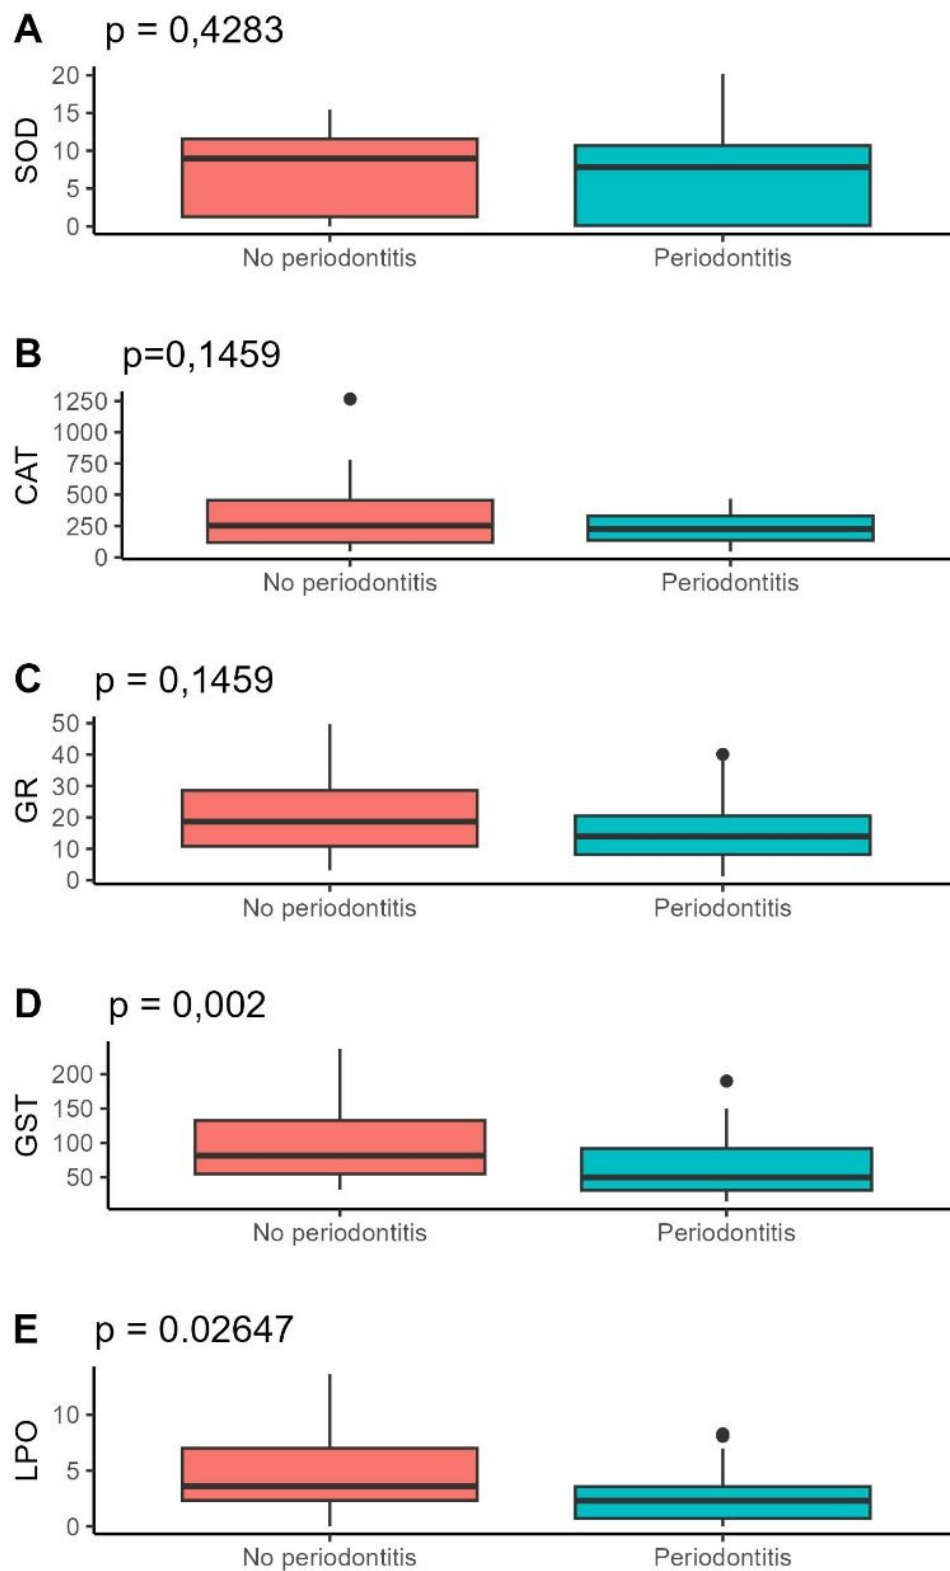 A p = 0,4283
SOD
20
15
10
5
0
No periodontitis Periodontitis
B p=0,1459
CAT
1250
1000
750
500
250
0
No periodontitis Periodontitis
C p = 0,1459
GR
50
40
30
20
10
0
No periodontitis Periodontitis
D p = 0,002
GST
200
150
100
50
No periodontitis Periodontitis
E p = 0.02647
LPO
10
5
0
No periodontitis Periodontitis